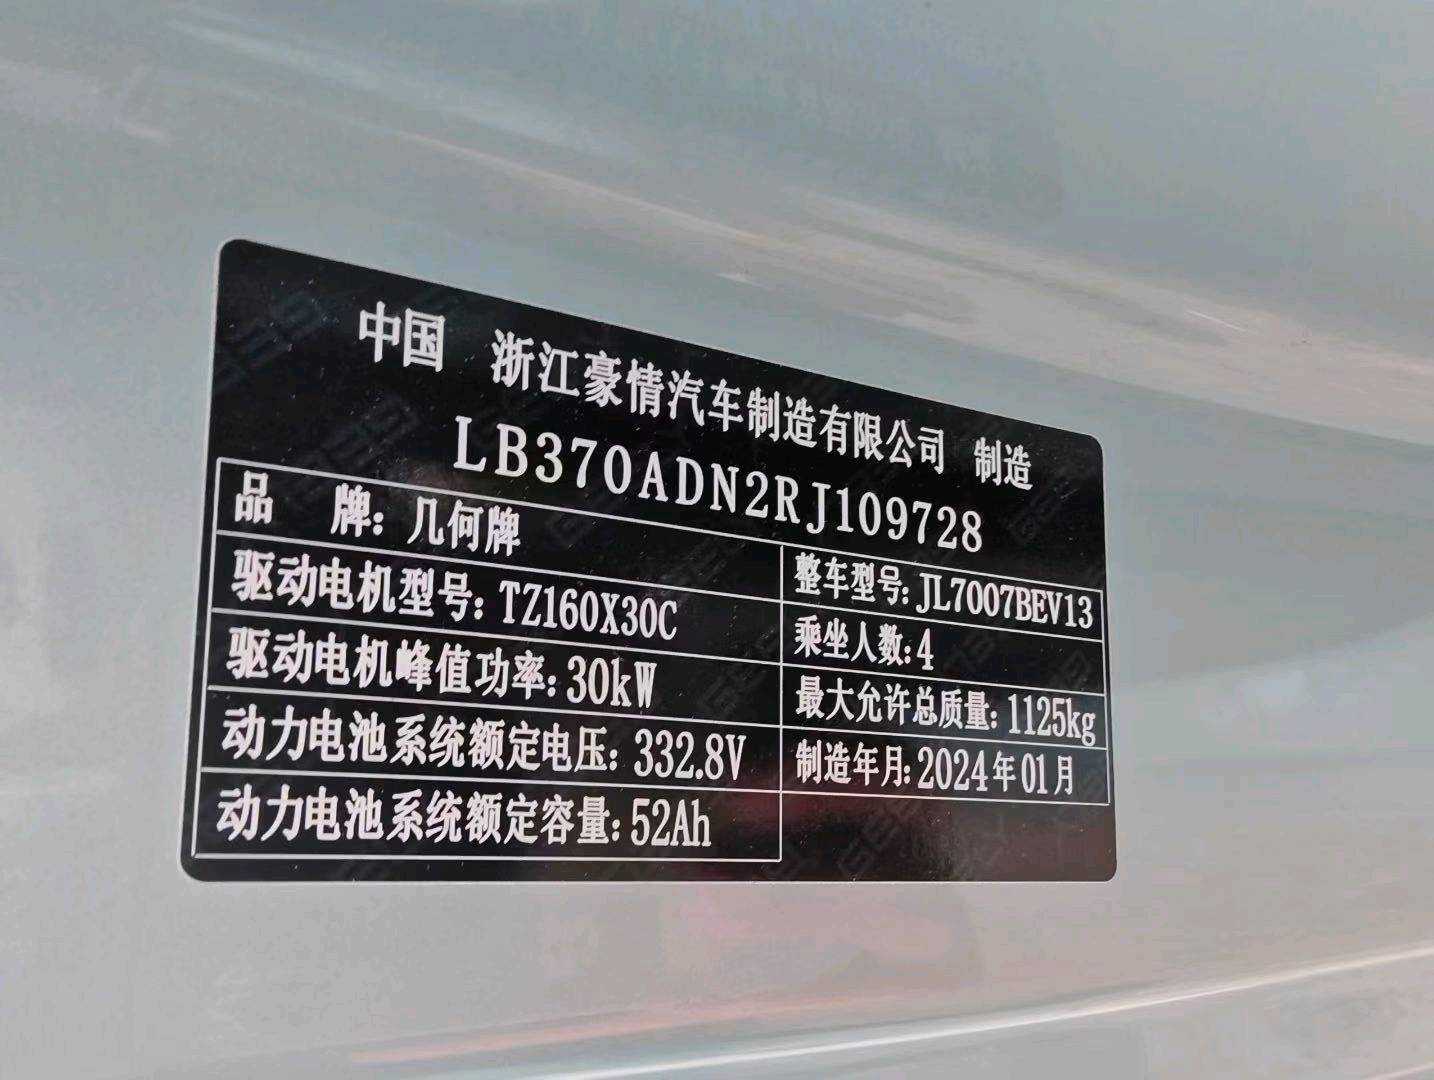 中国 浙江豪情汽车制造有限公司 制造
LB370ADN2RJ109728
品 牌: 几何牌
驱动电机型号: TZ160X30C
驱动电机峰值功率: 30kW
动力电池系统额定电压: 332.8V
动力电池系统额定容量: 52Ah
整车型号: JL7007BEV13
乘坐人数: 4
最大允许总质量: 1125kg
制造年月: 2024年01月